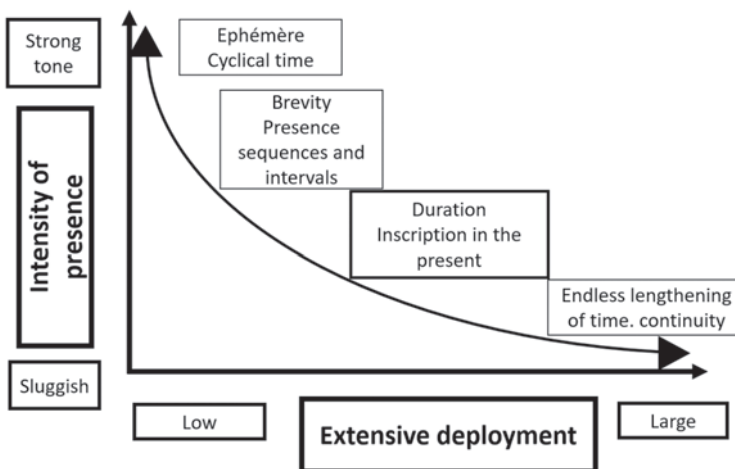 Strong
tone
Ephémère
Cyclical time
Brevity
Presence
sequences and
intervals
Intensity of
presence
Duration
Inscription in the
present
Endless lengthening
of time. continuity
Sluggish
Low
Extensive deployment
Large